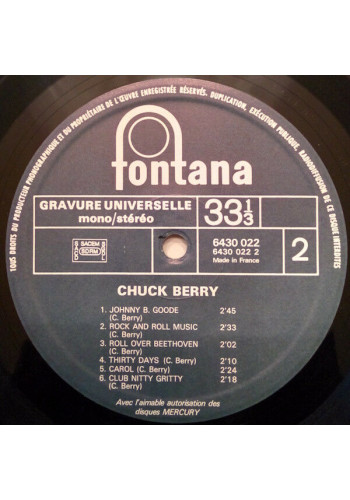 TOUS DROITS DU PRODUCTEUR PHONOGRAPHIQUE ET DU PROPRIÉTAIRE DE L'ŒUVRE ENREGISTRÉE RÉSERVÉS. DUPLICATION, EXÉCUTION PUBLIQUE, RADIODIFFUSION DE CE DISQUE INTERDITES
fontana
GRAVURE UNIVERSELLE
mono/stéréo
33 1/3
SACEM
6430 022
6430 022 2
Made in France
2
CHUCK BERRY
1. JOHNNY B. GOODE 2'45
(C. Berry)
2. ROCK AND ROLL MUSIC 2'33
(C. Berry)
3. ROLL OVER BEETHOVEN 2'02
(C. Berry)
4. THIRTY DAYS (C. Berry) 2'10
5. CAROL (C. Berry) 2'24
6. CLUB NITTY GRITTY 2'18
(C. Berry)
Avec l'aimable autorisation des
disques MERCURY